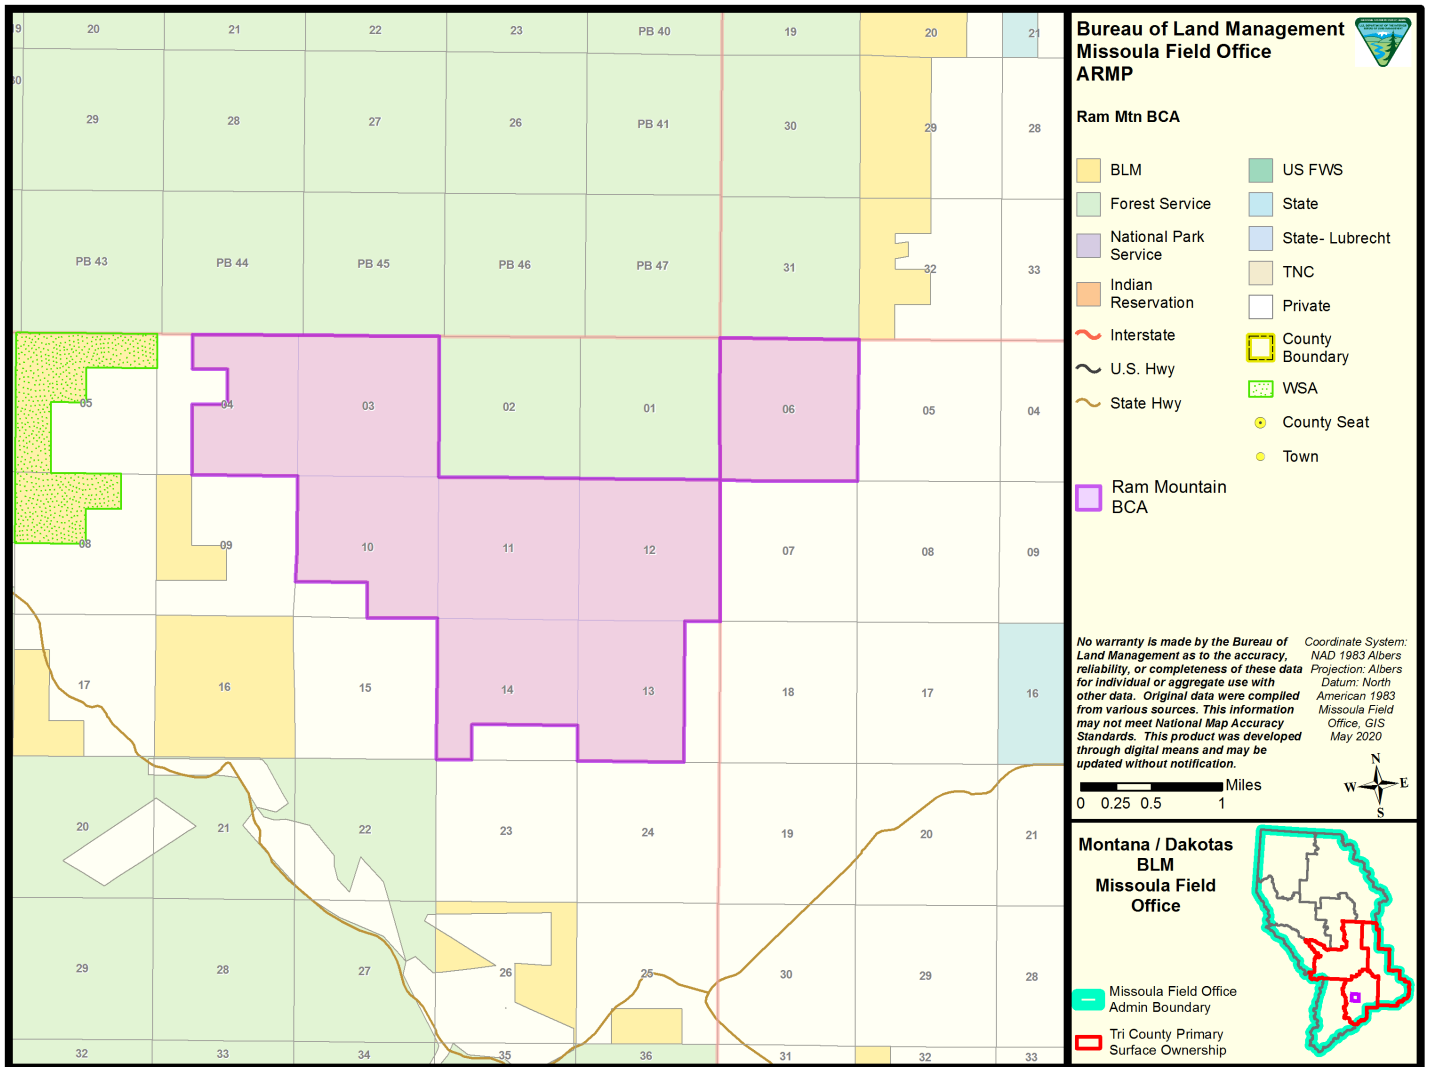 19 20 21 22 23 PB 40 19 20 21
30
29 28 27 26 PB 41 30 29 28
PB 43 PB 44 PB 45 PB 46 PB 47 31 32 33
05 04 03 02 01 06 05 04
08 09 10 11 12 07 08 09
17 16 15 14 13 18 17 16
20 21 22 23 24 19 20 21
29 28 27 26 25 30 29 28
32 33 34 35 36 31 32 33
Bureau of Land Management
Missoula Field Office
ARMP
Ram Mtn BCA
BLM
Forest Service
National Park
Service
Indian
Reservation
Interstate
U.S. Hwy
State Hwy
US FWS
State
State- Lubrecht
TNC
Private
County
Boundary
WSA
County Seat
Town
Ram Mountain
BCA
No warranty is made by the Bureau of
Land Management as to the accuracy,
reliability, or completeness of these data
for individual or aggregate use with
other data. Original data were compiled
from various sources. This information
may not meet National Map Accuracy
Standards. This product was developed
through digital means and may be
updated without notification.
Coordinate System:
NAD 1983 Albers
Projection: Albers
Datum: North
American 1983
Missoula Field
Office, GIS
May 2020
N
W E
S
Miles
0 0.25 0.5 1
Montana / Dakotas
BLM
Missoula Field
Office
Missoula Field Office
Admin Boundary
Tri County Primary
Surface Ownership